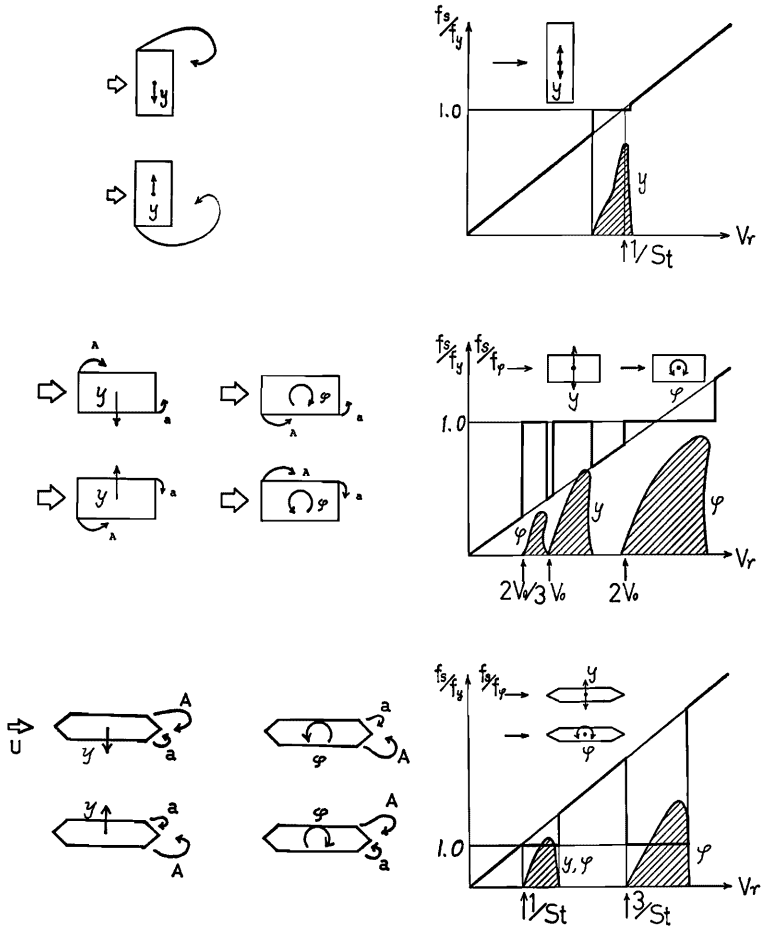 y
y
fs/fy
y
1.0
y
Vr
1/St
A
y
a
φ
A
a
y
a
A
A
φ
a
fs/fy fs/fφ
y
φ
1.0
φ
y
φ
Vr
2V₀/3 V₀ 2V₀
U
A
y
a
a
φ
A
y
a
A
φ
A
a
fs/fy fs/fφ
y
φ
1.0
y, φ
φ
Vr
1/St
3/St